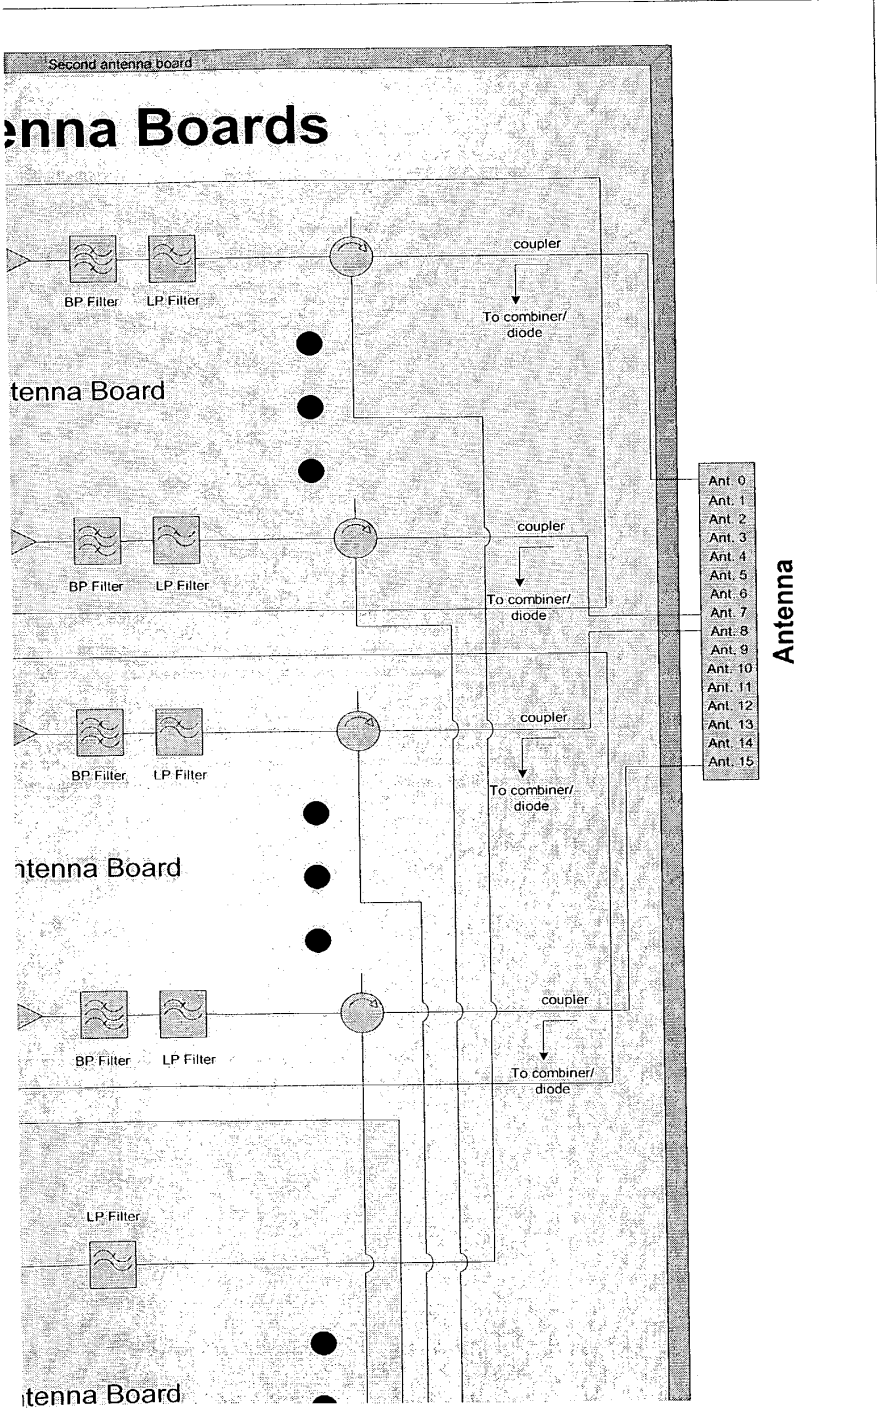 Second antenna board
enna Boards
coupler
BP Filter
LP Filter
To combiner/
diode
tenna Board
Ant. 0
Ant. 1
Ant. 2
Ant. 3
Ant. 4
Ant. 5
Ant. 6
Ant. 7
Ant. 8
Ant. 9
Ant. 10
Ant. 11
Ant. 12
Ant. 13
Ant. 14
Ant. 15
Antenna
coupler
BP Filter
LP Filter
To combiner/
diode
coupler
BP Filter
LP Filter
To combiner/
diode
ntenna Board
coupler
BP Filter
LP Filter
To combiner/
diode
LP Filter
ntenna Board